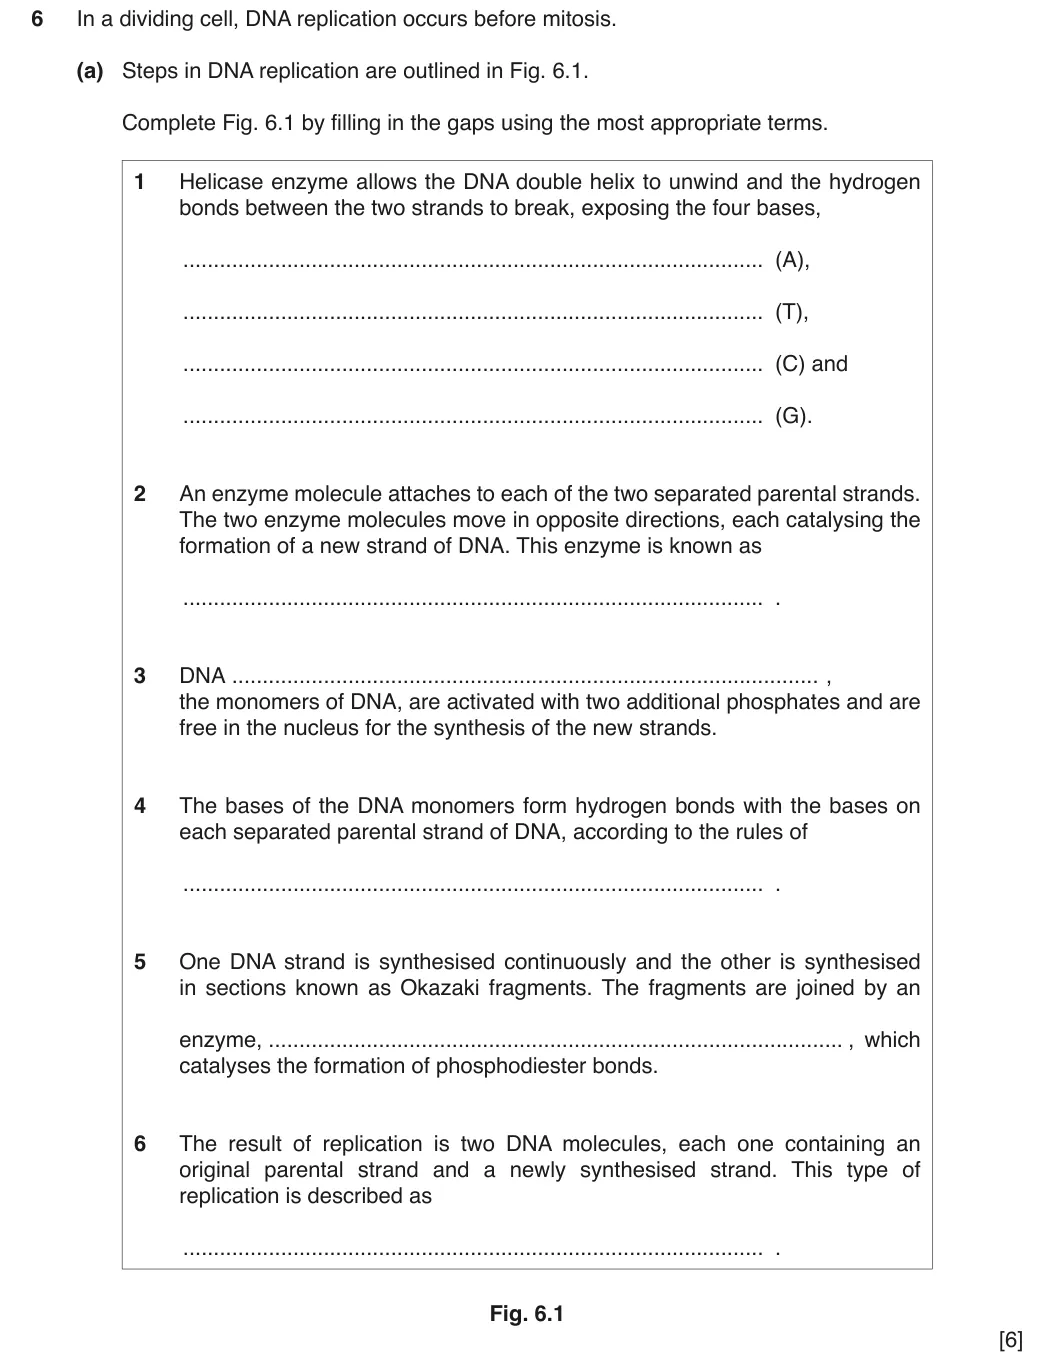 6 In a dividing cell, DNA replication occurs before mitosis.
(a) Steps in DNA replication are outlined in Fig. 6.1.
Complete Fig. 6.1 by filling in the gaps using the most appropriate terms.
1 Helicase enzyme allows the DNA double helix to unwind and the hydrogen
bonds between the two strands to break, exposing the four bases,
................................................................................................ (A),
................................................................................................ (T),
................................................................................................ (C) and
................................................................................................ (G).
2 An enzyme molecule attaches to each of the two separated parental strands.
The two enzyme molecules move in opposite directions, each catalysing the
formation of a new strand of DNA. This enzyme is known as
................................................................................................ .
3 DNA ................................................................................................. ,
the monomers of DNA, are activated with two additional phosphates and are
free in the nucleus for the synthesis of the new strands.
4 The bases of the DNA monomers form hydrogen bonds with the bases on
each separated parental strand of DNA, according to the rules of
................................................................................................ .
5 One DNA strand is synthesised continuously and the other is synthesised
in sections known as Okazaki fragments. The fragments are joined by an
enzyme, ............................................................................................... , which
catalyses the formation of phosphodiester bonds.
6 The result of replication is two DNA molecules, each one containing an
original parental strand and a newly synthesised strand. This type of
replication is described as
................................................................................................ .
Fig. 6.1
[6]